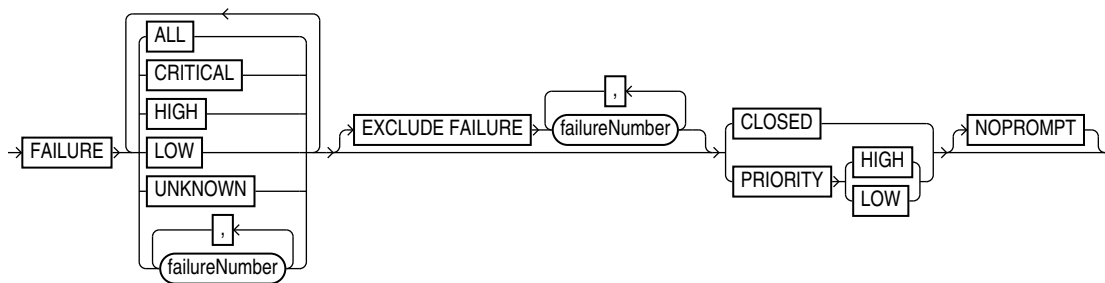 FAILURE
ALL
CRITICAL
HIGH
LOW
UNKNOWN
,
failureNumber
EXCLUDE FAILURE
,
failureNumber
CLOSED
PRIORITY
HIGH
LOW
NOPROMPT